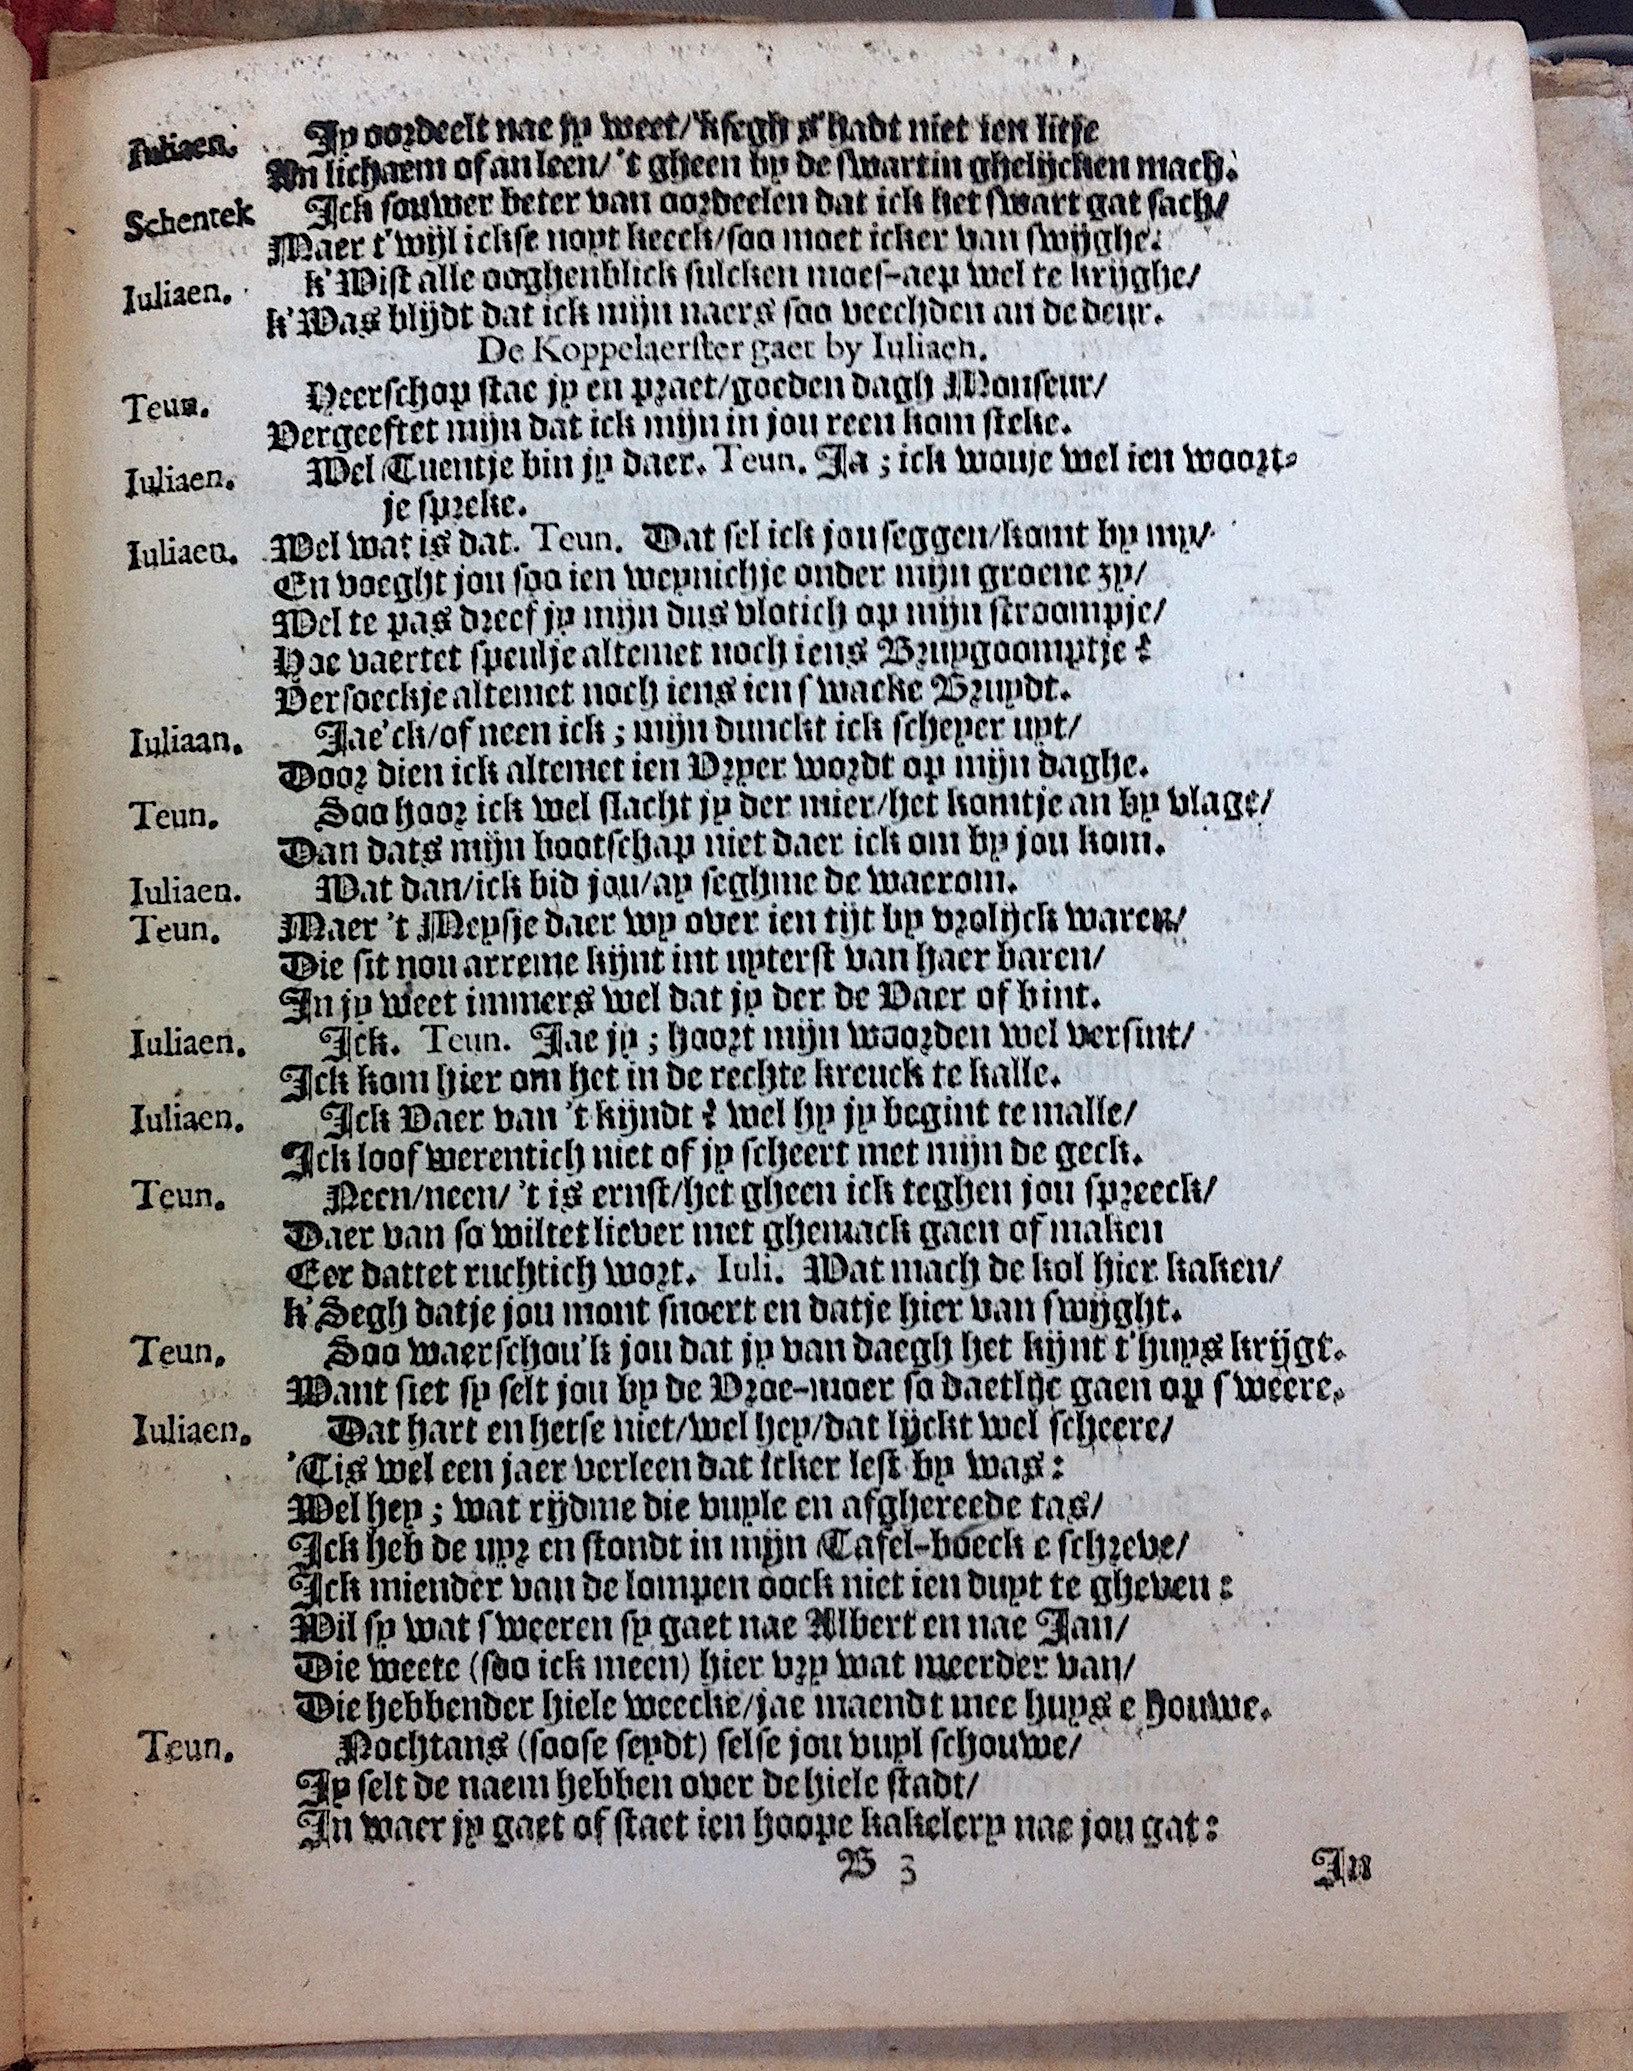 Iuliaen. Jy oordeelt nae jy weet/ 'k segh s' hadt niet ien litje
An lichaem of an leen/ 't gheen by de swartin ghelijcken mach.
Schentek Ick souwer beter van oordeelen dat ick het swart gat sach/
Maer t'wijl ickse noyt keeck/ soo moet icker van swijghe.
Iuliaen. k'Wist alle ooghenblick sulcken moes-aep wel te krijghe/
k'Was blijdt dat ick mijn naers soo veechden an de deur.
De Koppelaerster gaet by Iuliaen.
Teun. Heerschop stae jy en praet/ goeden dagh Monseur/
Vergeeftet mijn dat ick mijn in jou reen kom steke.
Iuliaen. Wel Tuentje bin jy daer. Teun. Ja ; ick wouje wel ien woort-
je spreke.
Iuliaen. Wel wat is dat. Teun. Dat sel ick jou seggen/ komt by my/
En voeght jou soo ien weynichje onder mijn groene zy/
Wel te pas dreef jy mijn dus vlotich op mijn stroompje/
Hoe vaertet speulje altemet noch iens Bruygoomptje ?
Versoeckje altemet noch iens ien swacke Bruydt.
Iuliaan. Jae'ck/ of neen ick ; mijn dunckt ick scheyer uyt/
Door dien ick altemet ien Vryer wordt op mijn daghe.
Teun. Soo hoor ick wel slacht jy der mier/ het komtje an by vlage/
Dan dats mijn bootschap niet daer ick om by jou kom.
Iuliaen. Wat dan/ ick bid jou/ ay seghme de waerom.
Teun. Maer 't Meysje daer wy over ien tijt by vrolijck waren/
Die sit nou arreme kijnt int uyterst van haer baren/
In jy weet immers wel dat jy der de Vaer of bint.
Iuliaen. Ick. Teun. Jae jy ; hoort mijn woorden wel versint/
Ick kom hier om het in de rechte kreuck te kalle.
Iuliaen. Ick Vaer van 't kijndt ? wel hy jy begint te malle/
Ick loof werentich niet of jy scheert met mijn de geck.
Teun. Neen/ neen/ 't is ernst/ het gheen ick teghen jou spreeck/
Daer van so wiltet liever met ghemack gaen of maken
Eer dattet ruchtich wort. Iuli. Wat mach de kol hier kaken/
k'Segh datje jou mont snoert en datje hier van swijght.
Teun. Soo waerschou'k jou dat jy van daegh het kijnt t'huys krijgt.
Want siet sy selt jou by de Vroe-moer so daetlijc gaen op sweere.
Iuliaen. Dat hart en hetse niet/ wel hey/ dat lijckt wel scheere/
'Tis wel een jaer verleen dat icker lest by was:
Wel hey ; wat rijdme die vuyle en afghereede tas/
Ick heb de uyr en stondt in mijn Tafel-boeck e schreve/
Ick miender van de lompen oock niet ien duyt te gheven :
Wil sy wat sweeren sy gaet nae Albert en nae Jan/
Die weete (soo ick meen) hier vry wat meerder van/
Die hebbender hiele weecke/ jae maendt mee huys e houwe.
Teun. Nochtans (soose seydt) selse jou vuyl schouwe/
Jy selt de naem hebben over de hiele stadt/
In waer jy gaet of staet ien hoope kakelery nae jou gat :
B 3 In